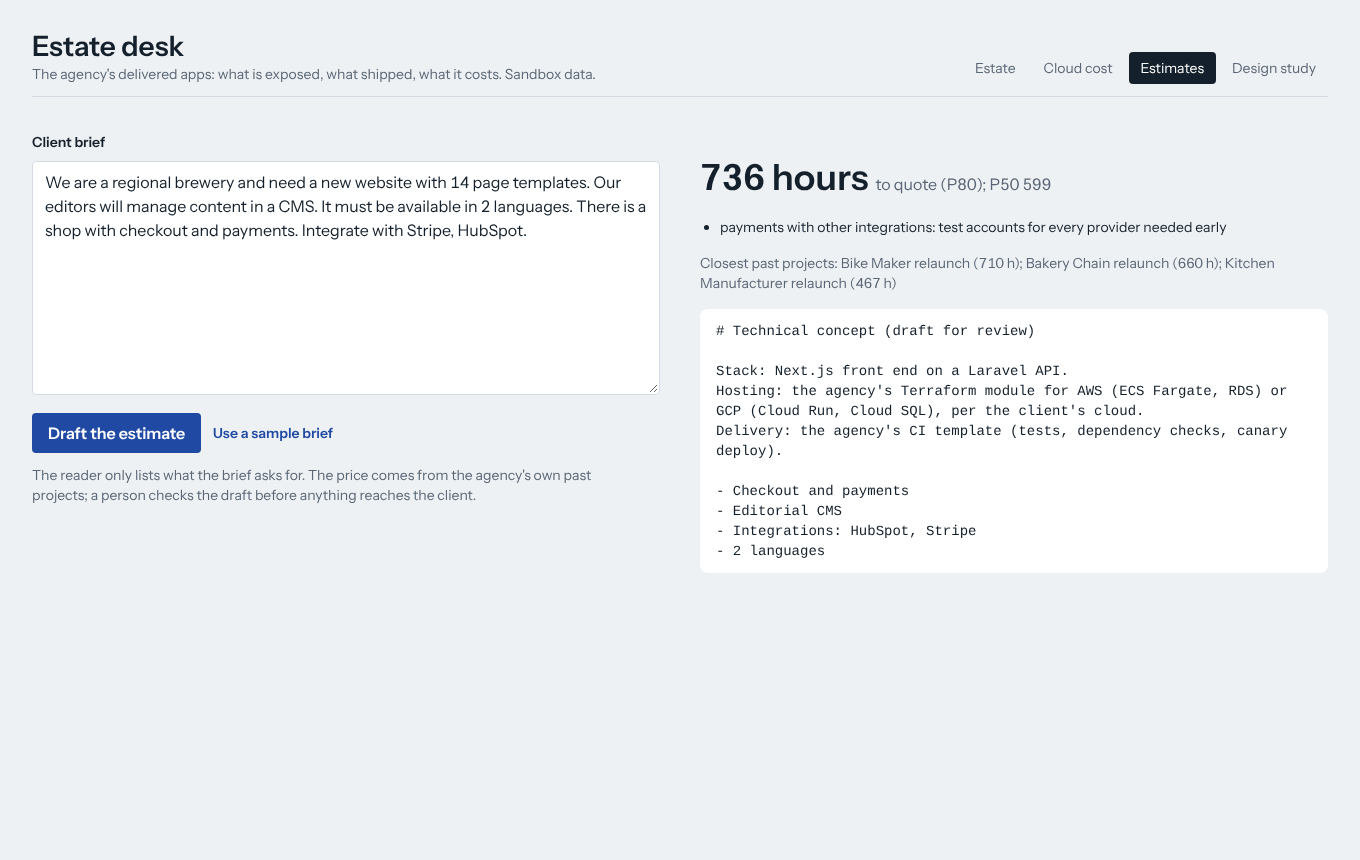 Estate desk
The agency's delivered apps: what is exposed, what shipped, what it costs. Sandbox data.
Estate
Cloud cost
Estimates
Design study
Client brief
We are a regional brewery and need a new website with 14 page templates. Our
editors will manage content in a CMS. It must be available in 2 languages. There is a
shop with checkout and payments. Integrate with Stripe, HubSpot.
Draft the estimate
Use a sample brief
The reader only lists what the brief asks for. The price comes from the agency's own past
projects; a person checks the draft before anything reaches the client.
736 hours to quote (P80); P50 599
• payments with other integrations: test accounts for every provider needed early
Closest past projects: Bike Maker relaunch (710 h); Bakery Chain relaunch (660 h); Kitchen
Manufacturer relaunch (467 h)
# Technical concept (draft for review)
Stack: Next.js front end on a Laravel API.
Hosting: the agency's Terraform module for AWS (ECS Fargate, RDS) or
GCP (Cloud Run, Cloud SQL), per the client's cloud.
Delivery: the agency's CI template (tests, dependency checks, canary
deploy).
- Checkout and payments
- Editorial CMS
- Integrations: HubSpot, Stripe
- 2 languages